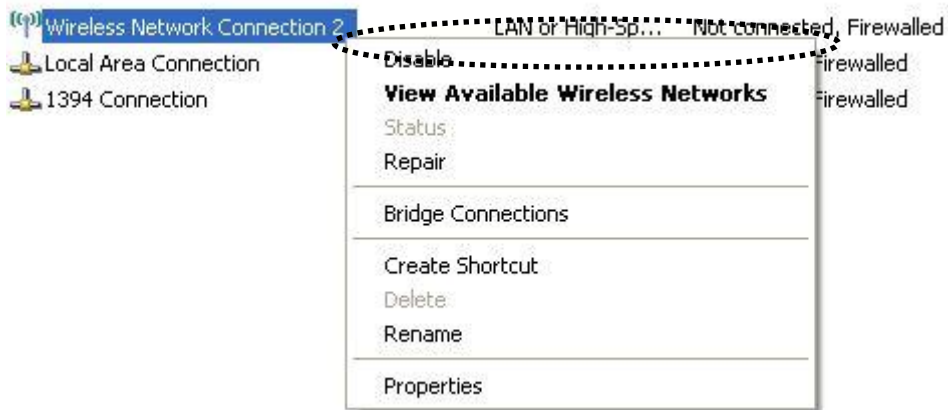 Wireless Network Connection 2 LAN or High-Sp... Not connected, Firewalled
Local Area Connection Disable Firewalled
1394 Connection View Available Wireless Networks Firewalled
Status
Repair
Bridge Connections
Create Shortcut
Delete
Rename
Properties